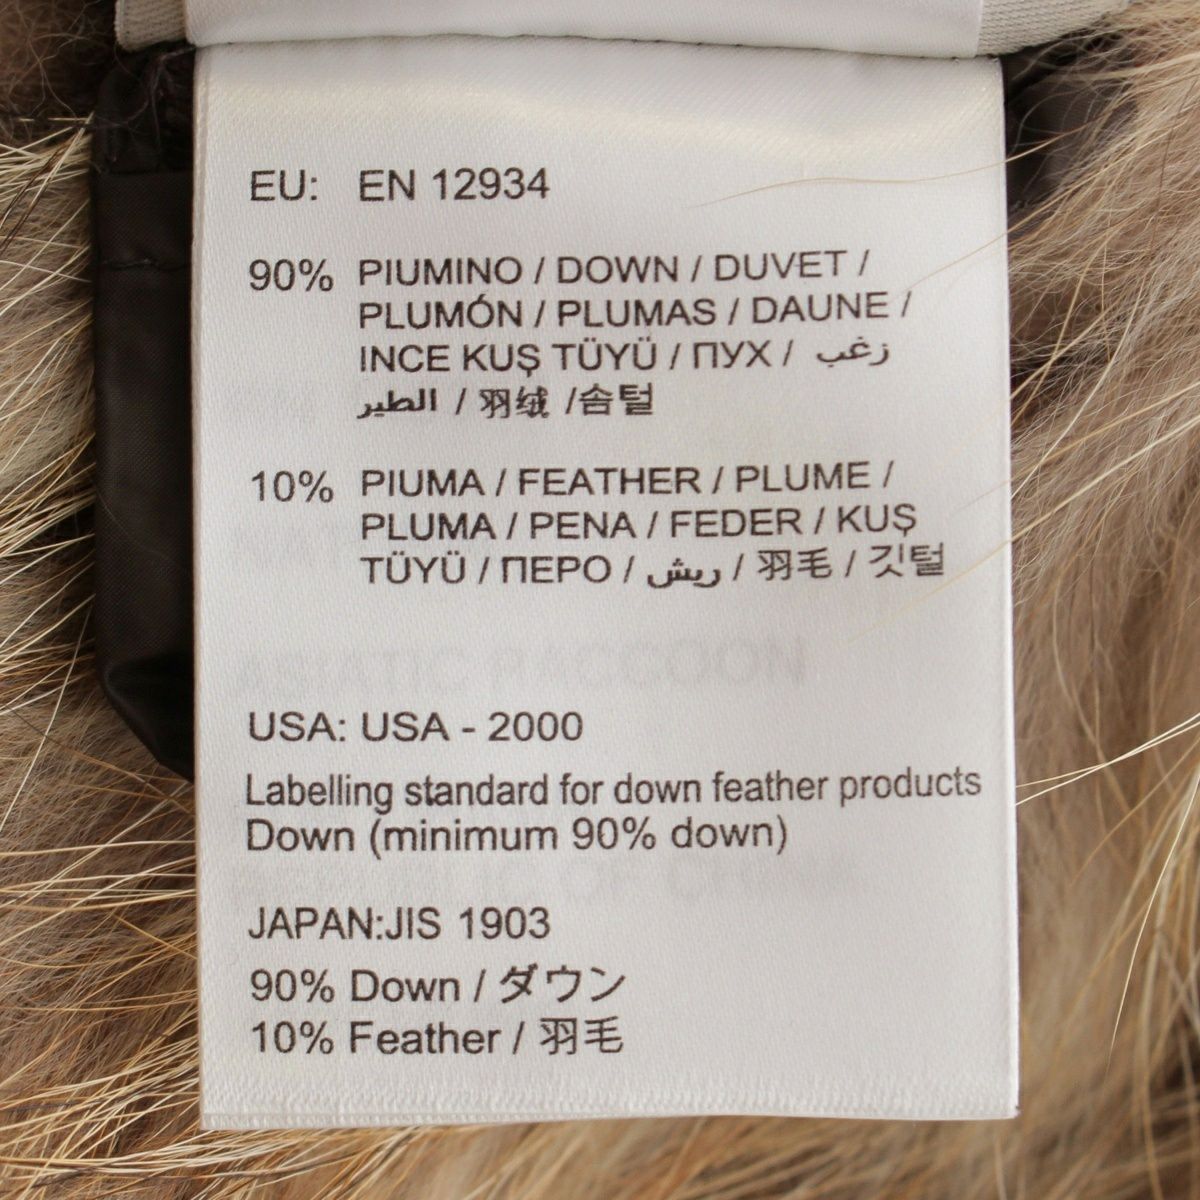 EU: EN 12934
90% PIUMINO / DOWN / DUVET /
PLUMÓN / PLUMAS / DAUNE /
INCE KUŞ TÜYÜ / ПУХ / زغب
الطير / 羽绒 /솜털
10% PIUMA / FEATHER / PLUME /
PLUMA / PENA / FEDER / KUŞ
TÜYÜ / ПЕРО / ريش / 羽毛 / 깃털
ASIATIC RACCOON
USA: USA - 2000
Labelling standard for down feather products
Down (minimum 90% down)
OF
JAPAN:JIS 1903
90% Down / ダウン
10% Feather / 羽毛